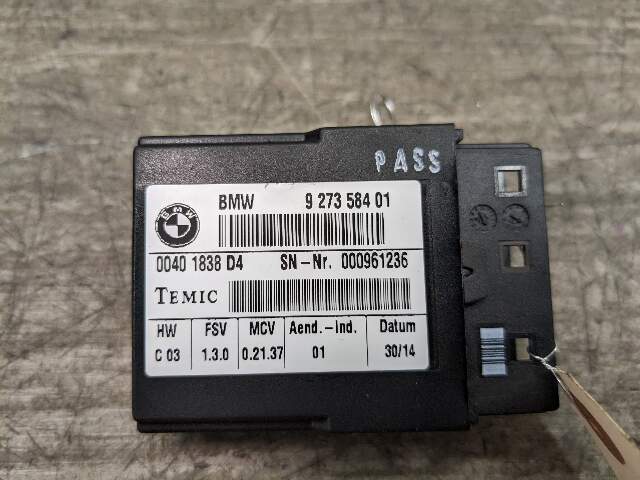 PASS
BMW 9 273 584 01
BMW
0040 1838 D4 SN-Nr. 000961236
TEMIC
HW FSV MCV Aend.-Ind. Datum
C 03 1.3.0 0.21.37 01 30/14